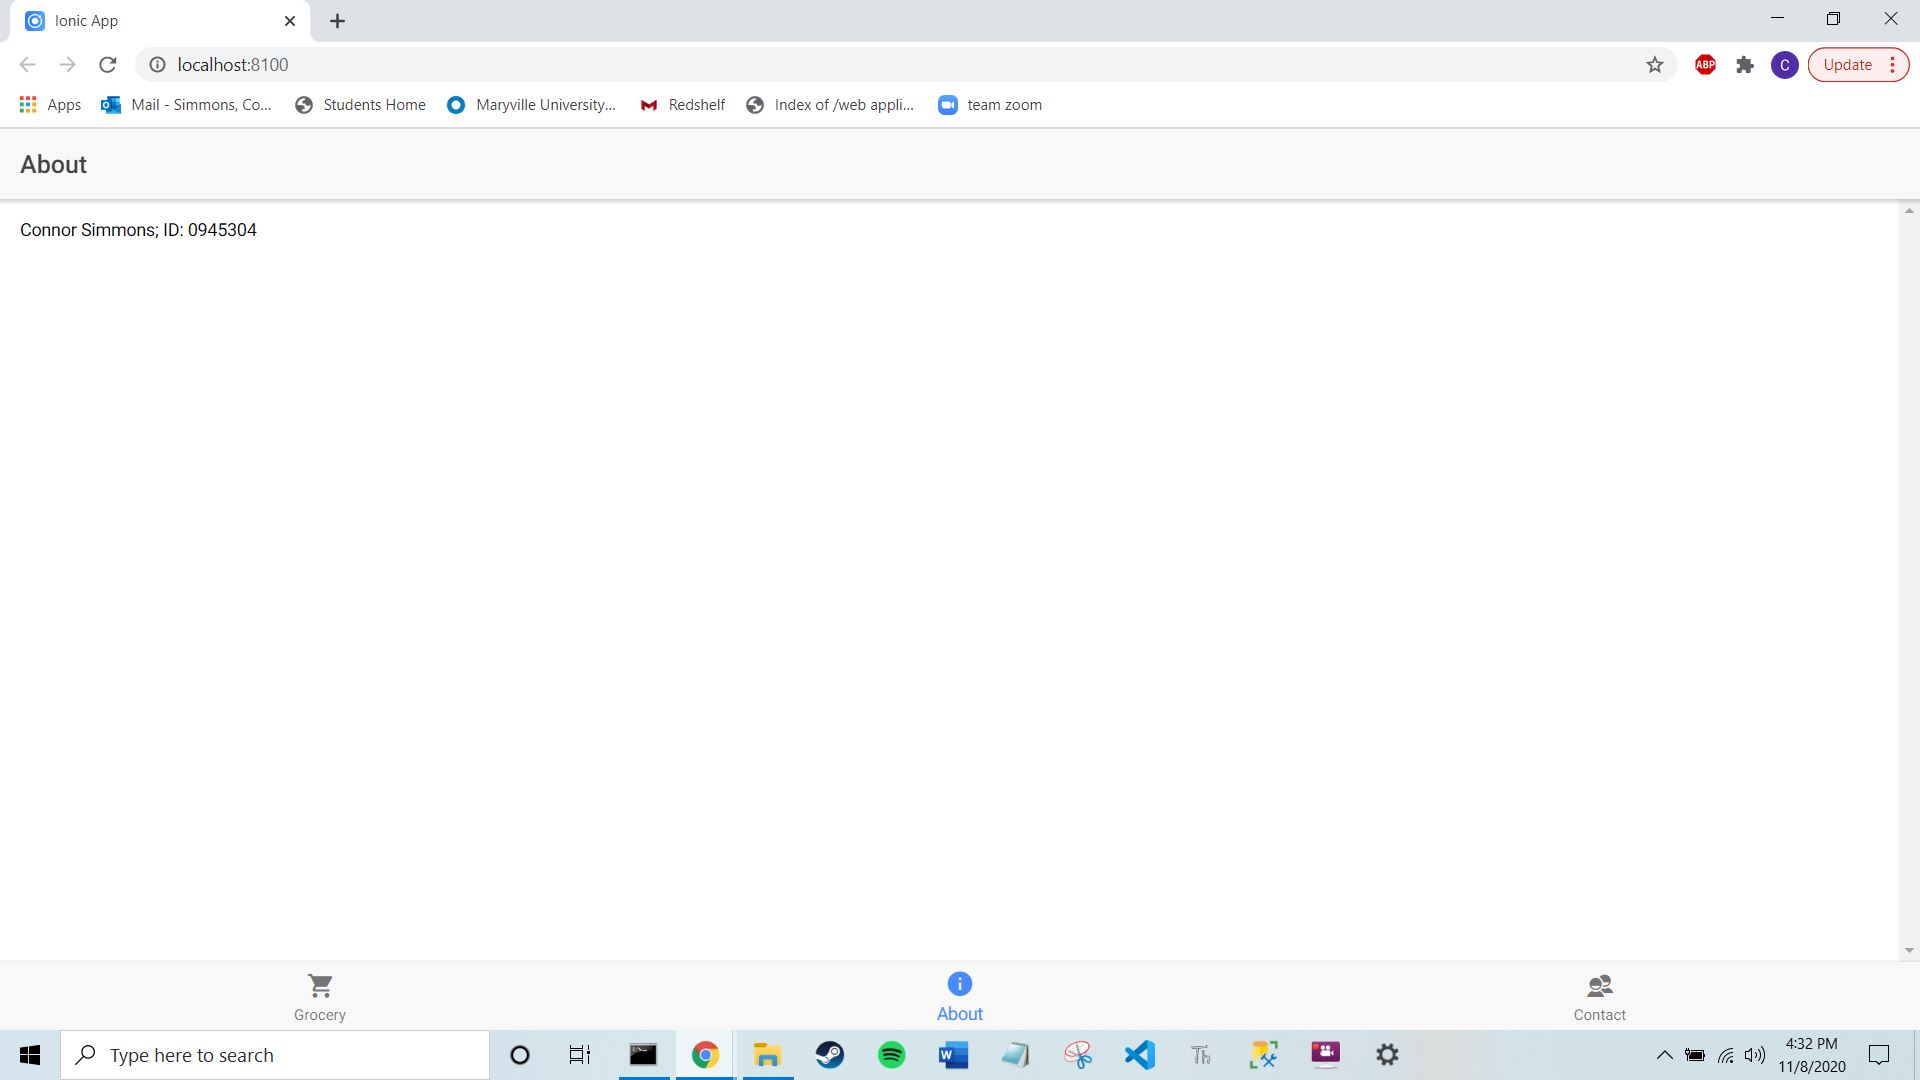 Ionic App
localhost:8100
ABP
C
Update
Apps
Mail - Simmons, Co...
Students Home
Maryville University...
Redshelf
Index of /web appli...
team zoom
About
Connor Simmons; ID: 0945304
Grocery
About
Contact
Type here to search
W
Th
4:32 PM
11/8/2020